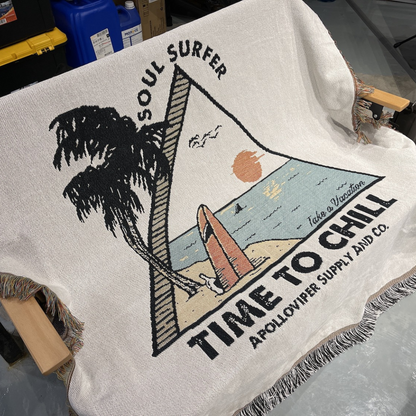 SOUL SURFER
Take a Vacation
TIME TO CHILL
APOLLOVIPER SUPPLY AND CO.